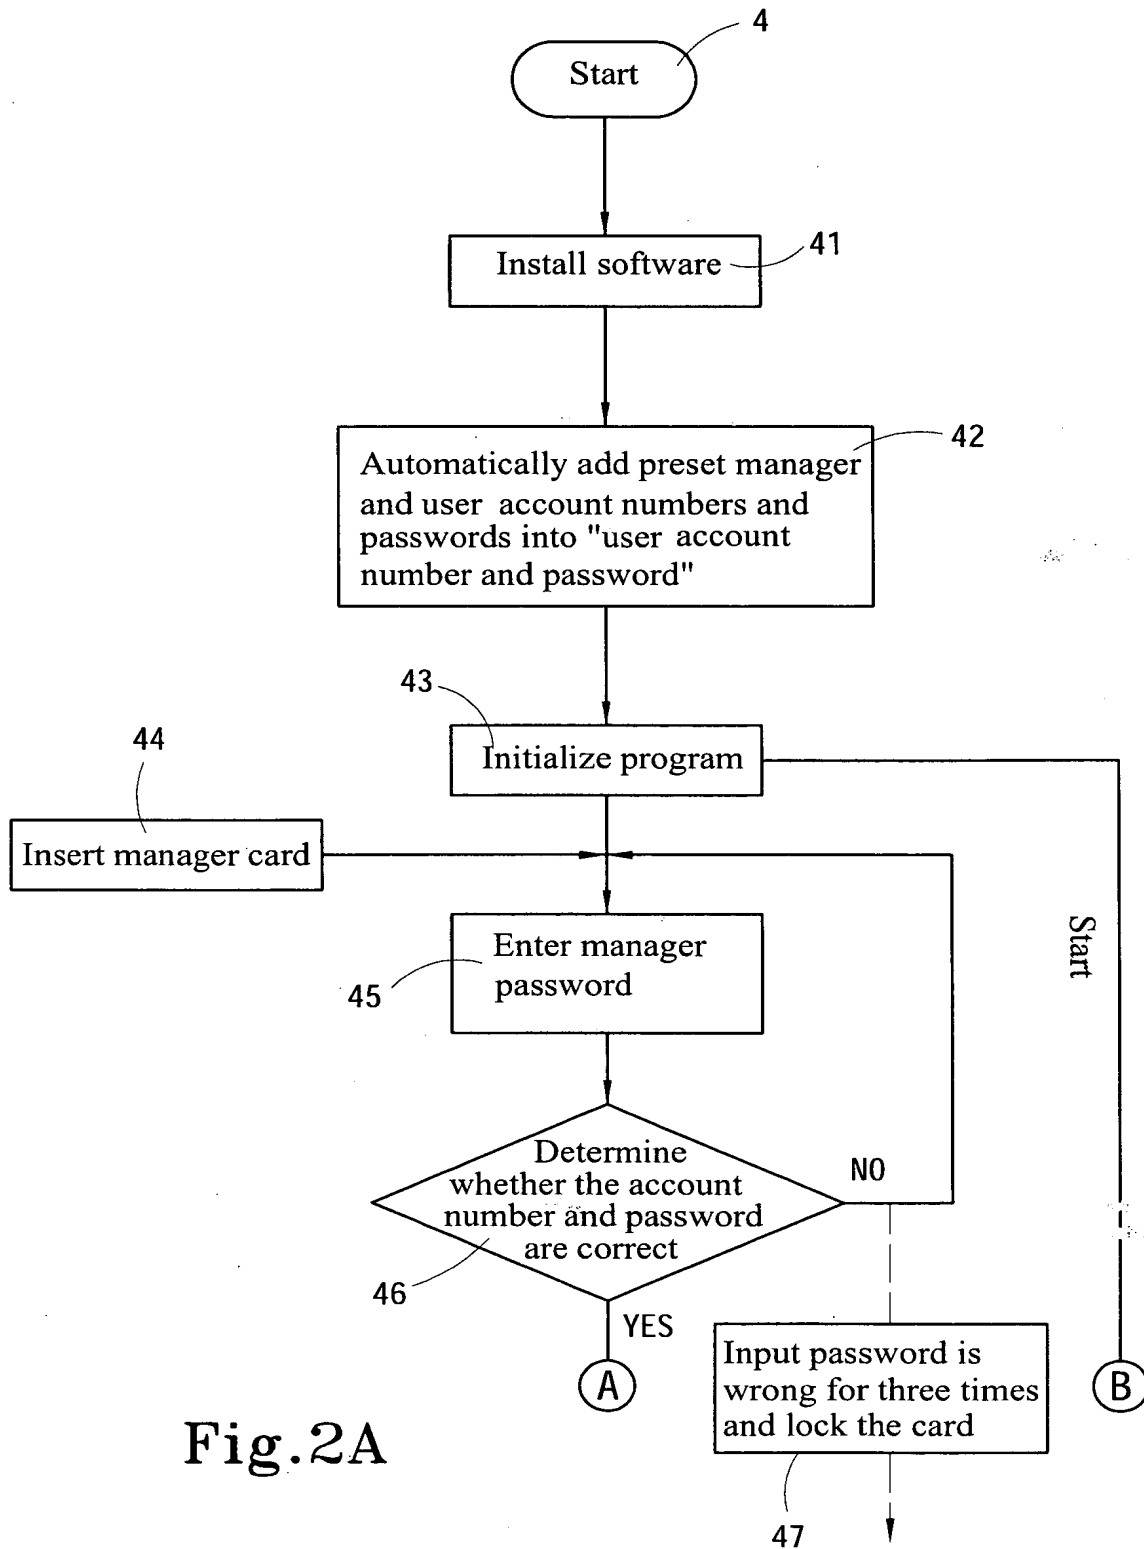 4
Start
41
Install software
42
Automatically add preset manager
and user account numbers and
passwords into "user account
number and password"
43
Initialize program
44
Insert manager card
Start
Enter manager
password
45
Determine
whether the account
number and password
are correct
NO
46
YES
A
Input password is
wrong for three times
and lock the card
B
47
Fig.2A